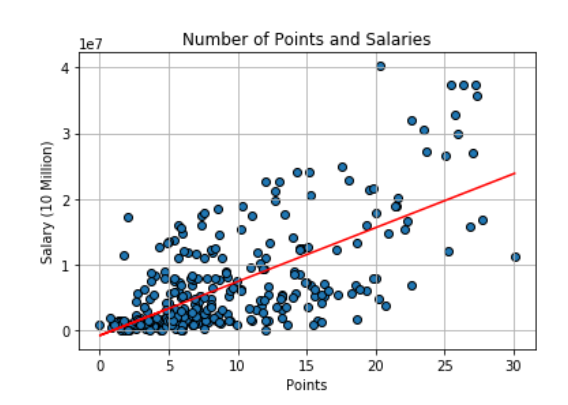 Number of Points and Salaries
1e7
4
3
2
1
0
Salary (10 Million)
0 5 10 15 20 25 30
Points